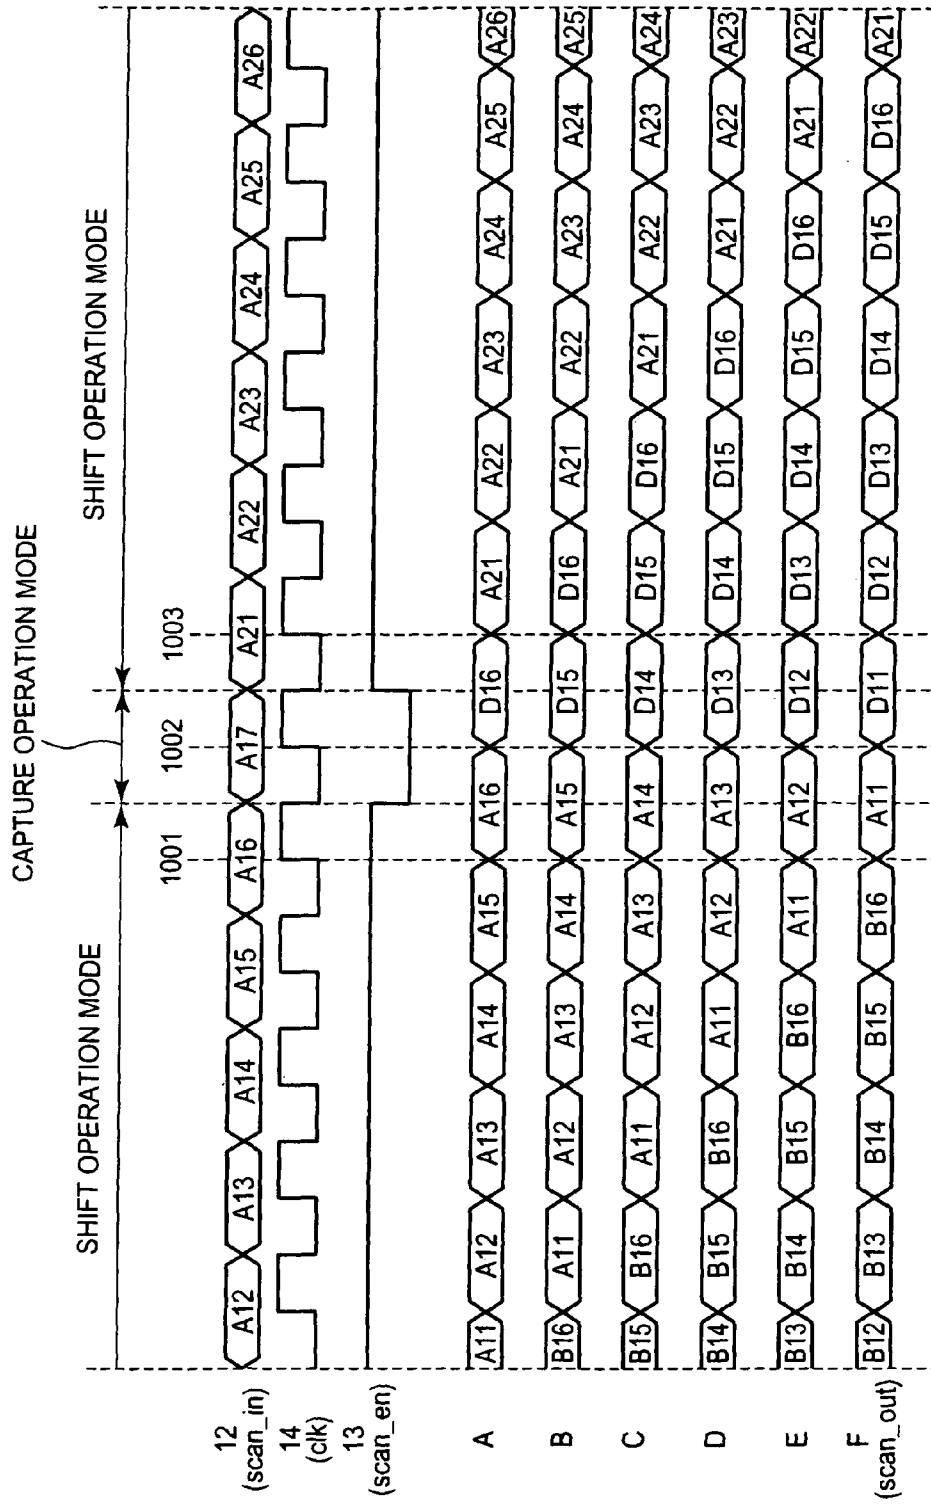 CAPTURE OPERATION MODE
SHIFT OPERATION MODE SHIFT OPERATION MODE
1001 1002 1003
12 A12 A13 A14 A15 A16 A17 A21 A22 A23 A24 A25 A26
(scan_in)
14
(clk)
13
(scan_en)
A A11 A12 A13 A14 A15 A16 D16 A21 A22 A23 A24 A25 A26
B B16 A11 A12 A13 A14 A15 D15 D16 A21 A22 A23 A24 A25
C B15 B16 A11 A12 A13 A14 D14 D15 D16 A21 A22 A23 A24
D B14 B15 B16 A11 A12 A13 D13 D14 D15 D16 A21 A22 A23
E B13 B14 B15 B16 A11 A12 D12 D13 D14 D15 D16 A21 A22
F B12 B13 B14 B15 B16 A11 D11 D12 D13 D14 D15 D16 A21
(scan_out)